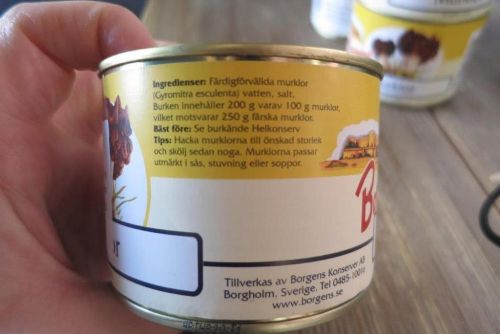 Ingredienser: Färdigförvällda murklor
(Gyromitra esculenta) vatten, salt.
Burken innehåller 200 g varav 100 g murklor,
vilket motsvarar 250 g färska murklor.
Bäst före: Se burkände Helkonserv
Tips: Hacka murklorna till önskad storlek
och skölj sedan noga. Murklorna passar
utmärkt i sås, stuvning eller soppor.
Tillverkas av Borgens Konserver AB
Borgholm. Sverige. Tel 0485-10016
www.borgens.se